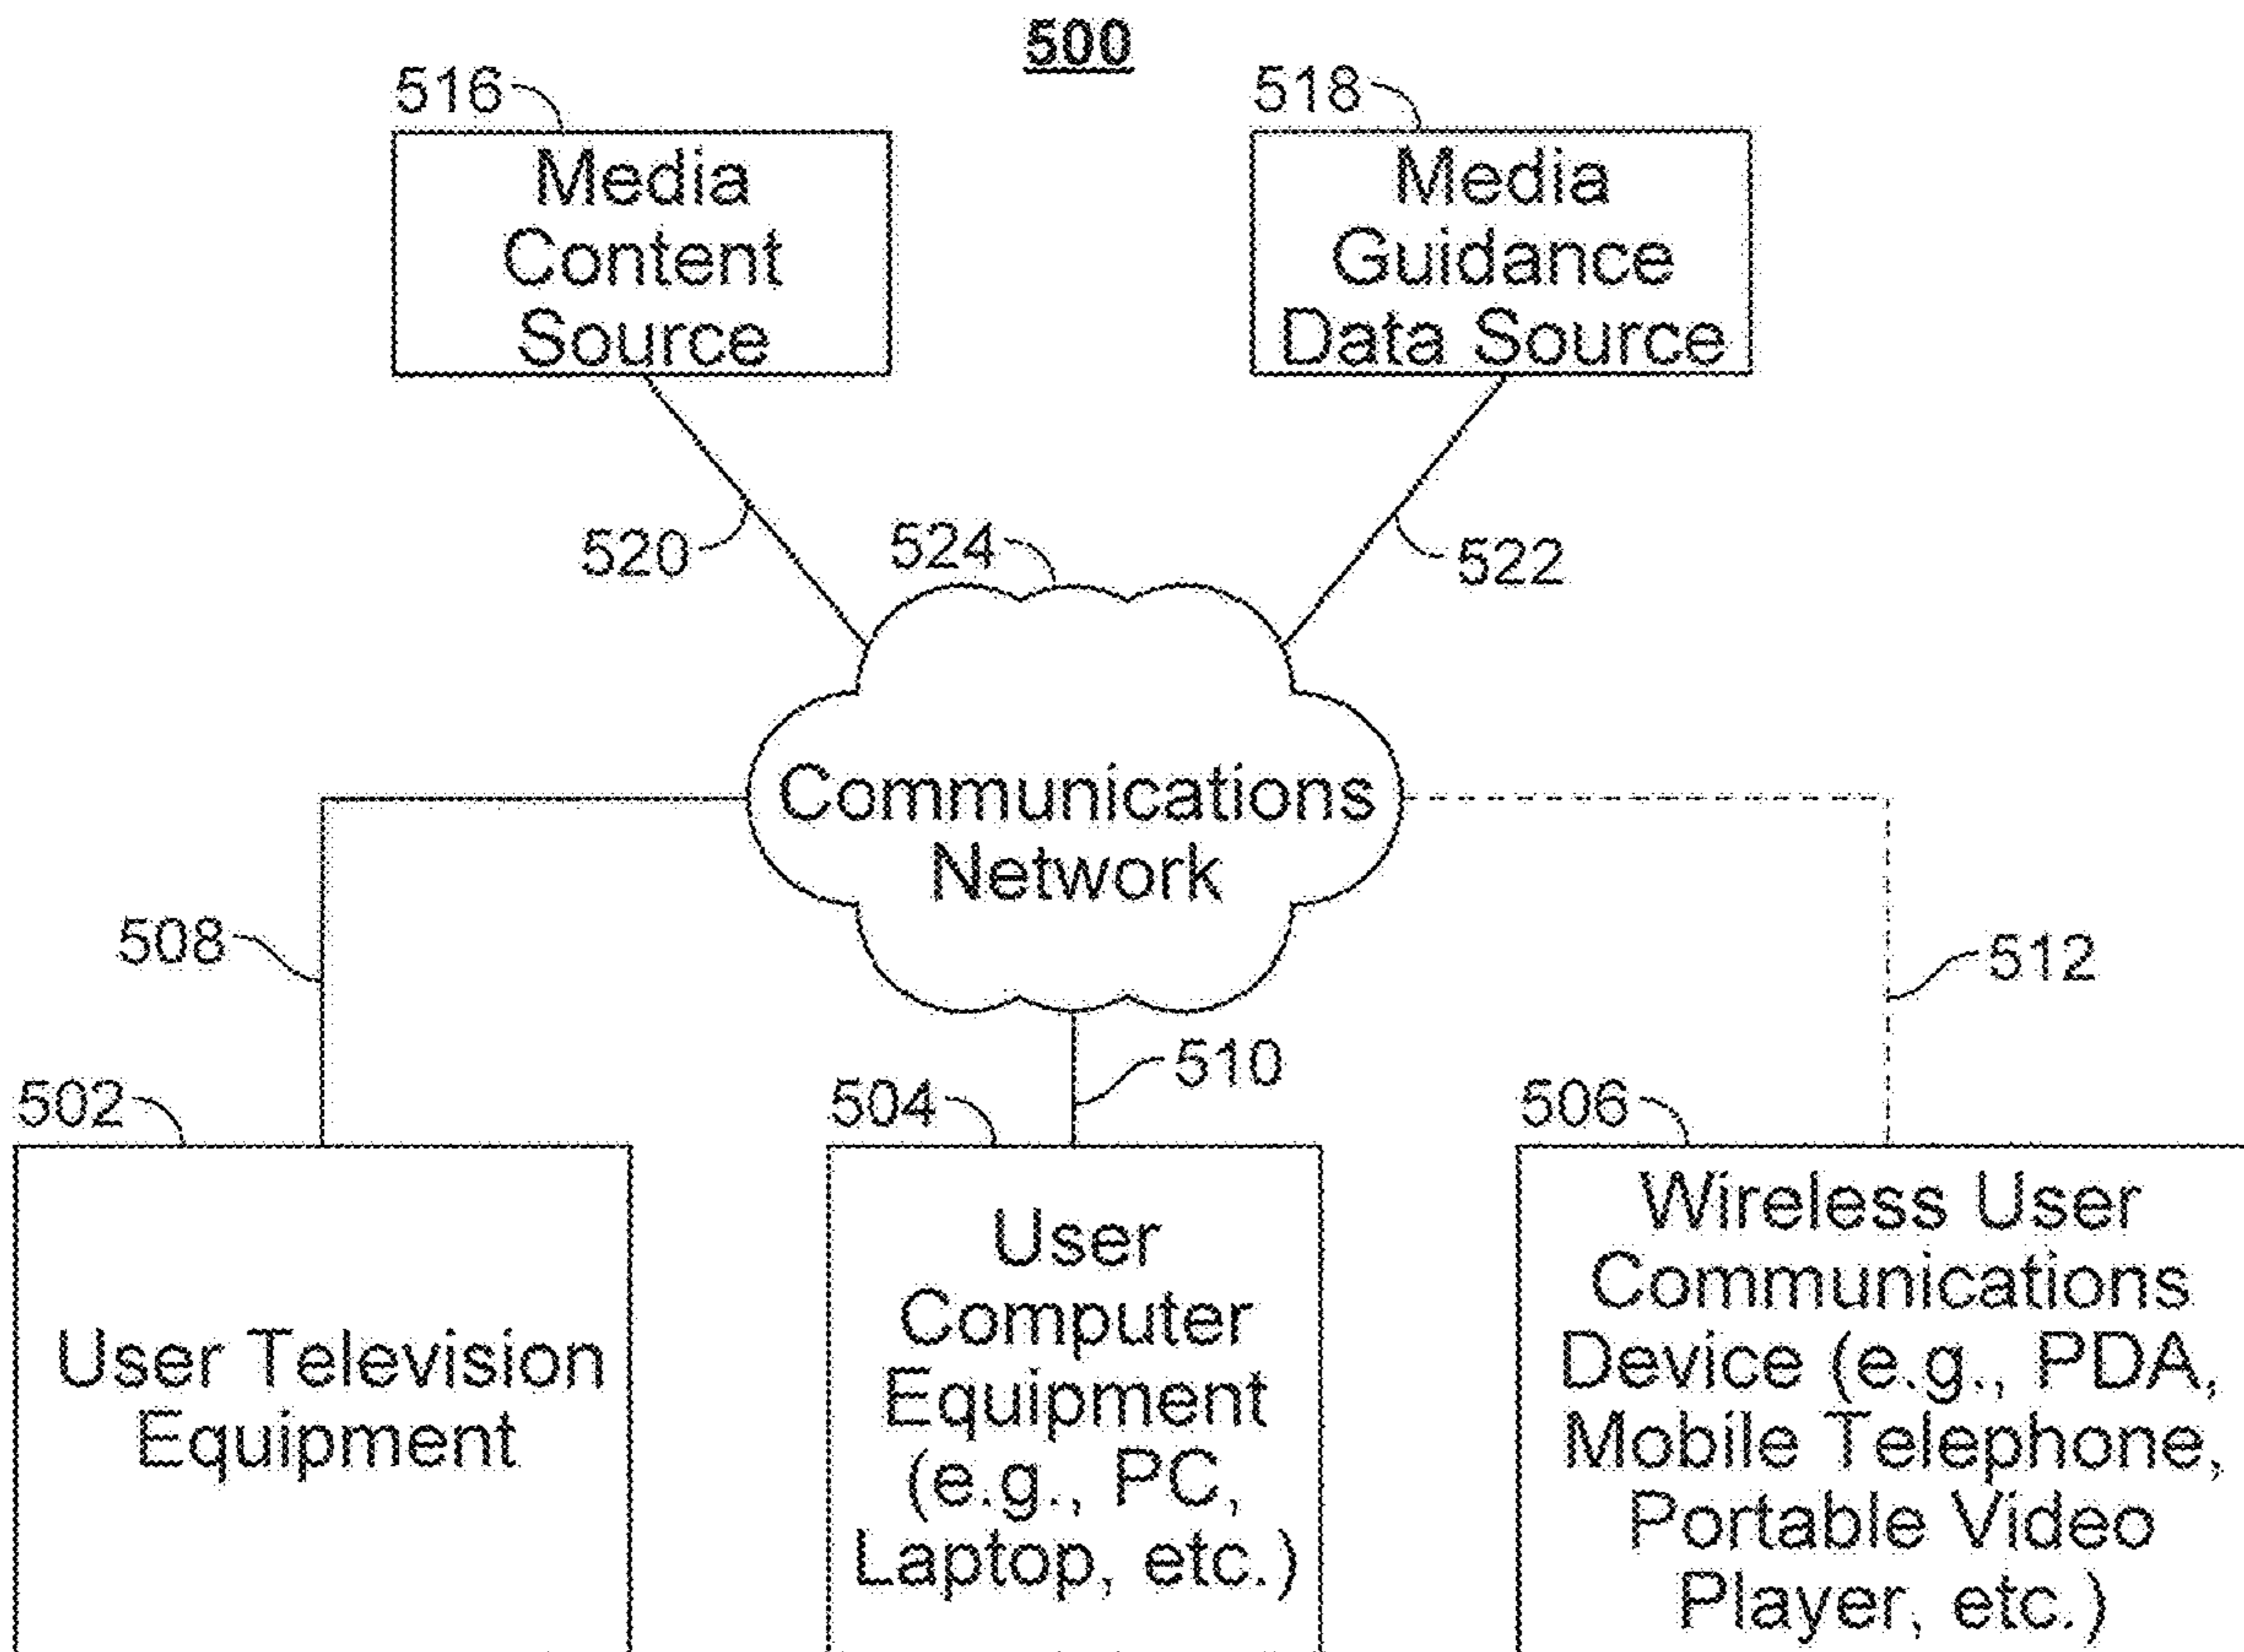 500
516
518
Media
Content
Source
Media
Guidance
Data Source
520
524
522
Communications
Network
508
512
510
502
504
506
User Television
Equipment
User
Computer
Equipment
(e.g., PC,
Laptop, etc.)
Wireless User
Communications
Device (e.g., PDA,
Mobile Telephone,
Portable Video
Player, etc.)